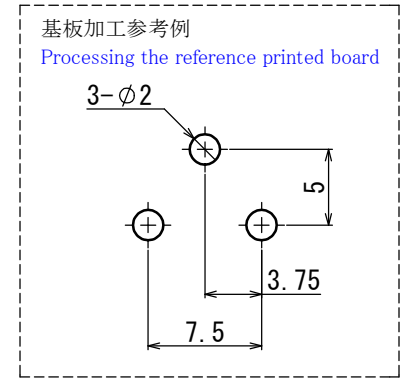 基板加工参考例
Processing the reference printed board
3-φ2
5
3.75
7.5